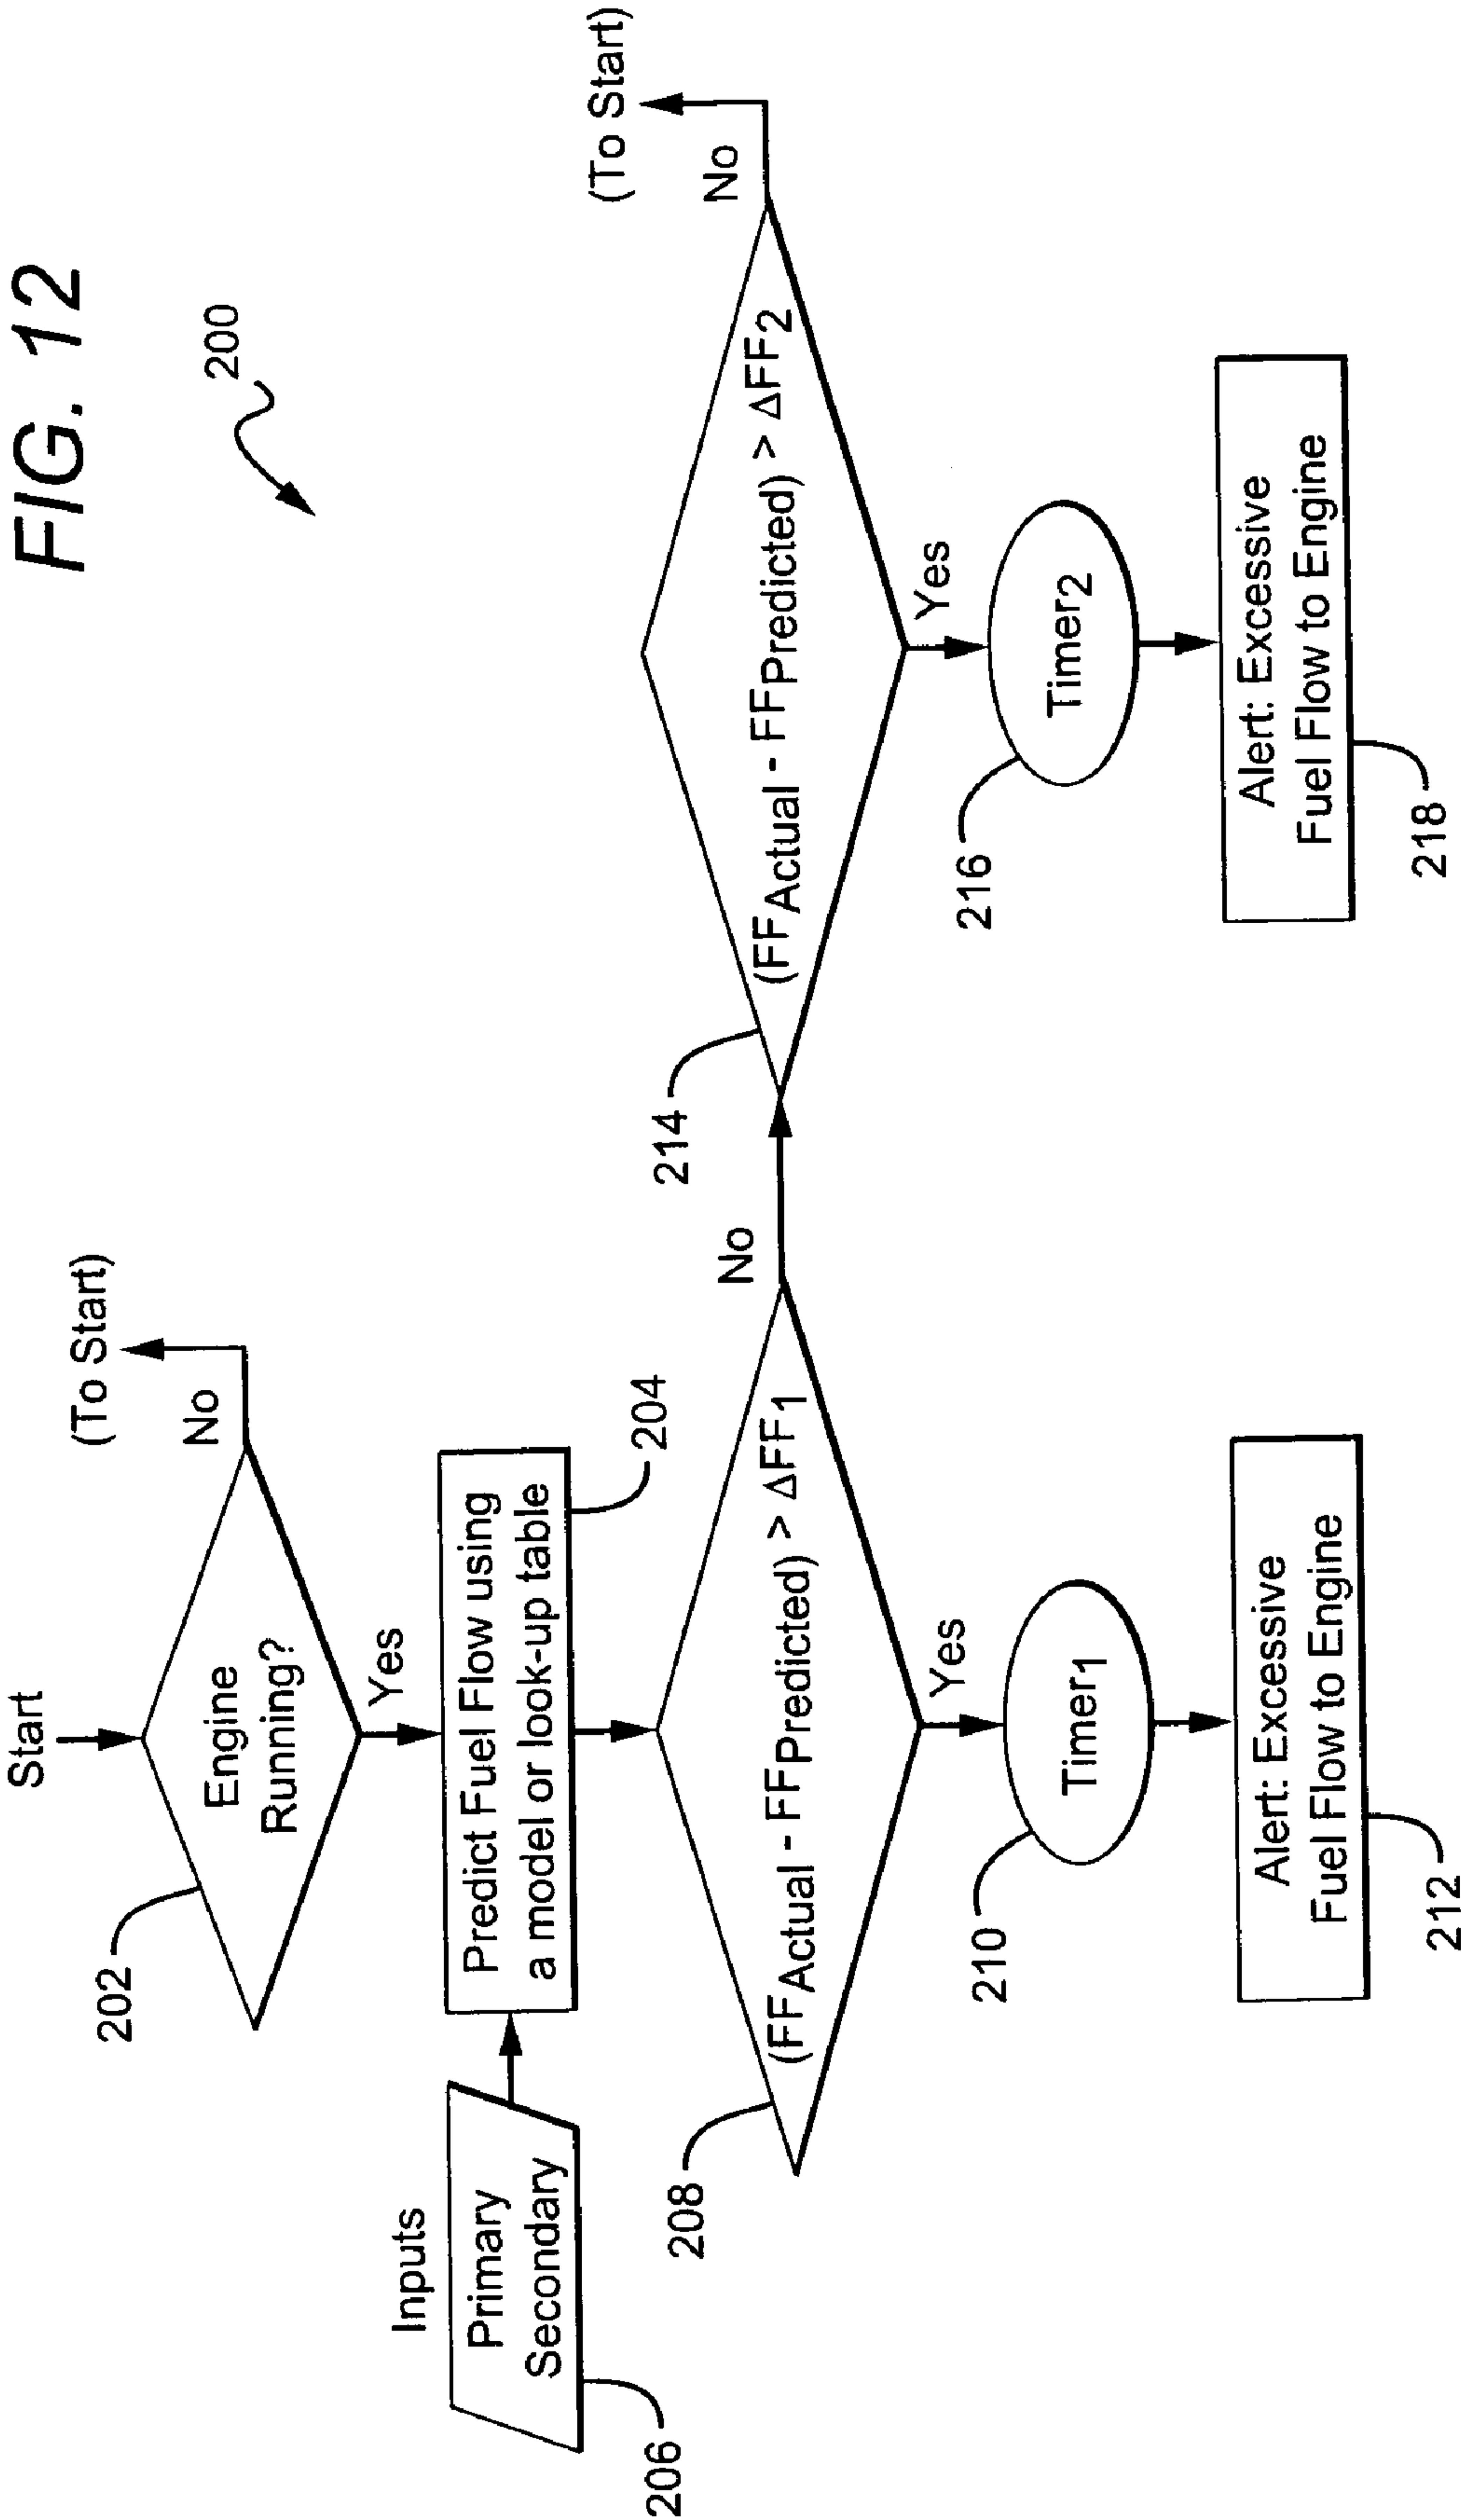 FIG. 12
200
Start
202
Engine
Running?
No
(To Start)
Yes
Inputs
Primary
Secondary
206
Predict Fuel Flow using
a model or look-up table
204
208
(FFActual - FFPredicted) > ΔFF1
No
Yes
210
Timer1
Alert: Excessive
Fuel Flow to Engine
212
214
(FFActual - FFPredicted) > ΔFF2
No
(To Start)
Yes
216
Timer2
Alert: Excessive
Fuel Flow to Engine
218